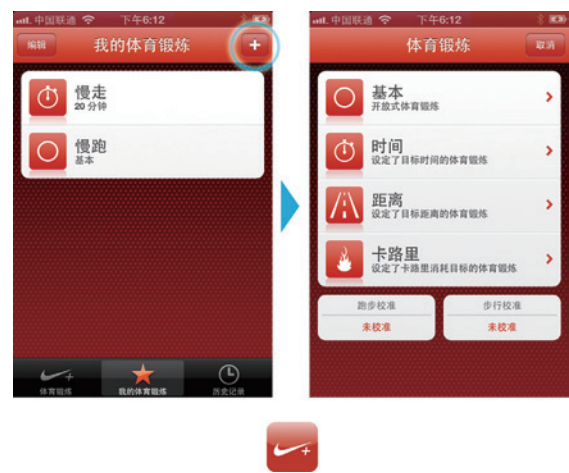 中国联通 下午6:12
编辑 我的体育锻炼 +
慢走
20 分钟
慢跑
基本
体育锻炼 我的体育锻炼 历史记录
中国联通 下午6:12
体育锻炼 取消
基本
开放式体育锻炼
时间
设定了目标时间的体育锻炼
距离
设定了目标距离的体育锻炼
卡路里
设定了卡路里消耗目标的体育锻炼
跑步校准 步行校准
未校准 未校准